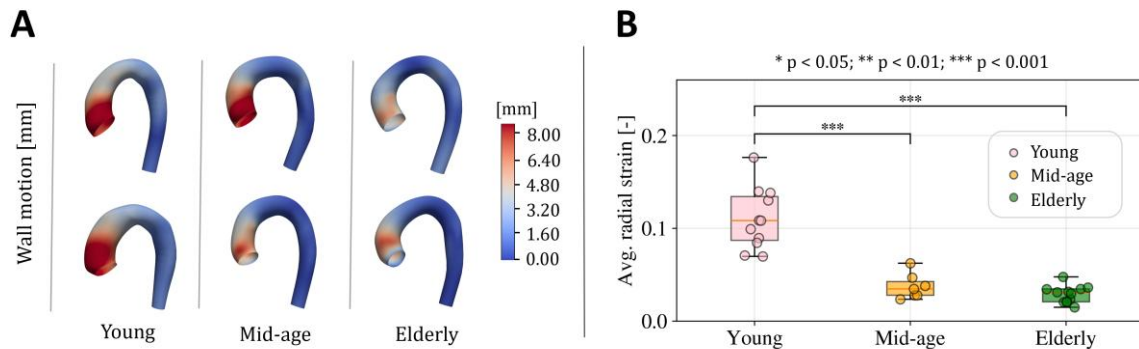 A
Wall motion [mm]
Young
Mid-age
Elderly
[mm]
8.00
6.40
4.80
3.20
1.60
0.00
B
* p < 0.05; ** p < 0.01; *** p < 0.001
Avg. radial strain [-]
0.2
0.1
0.0
***
***
Young
Mid-age
Elderly
Young
Mid-age
Elderly